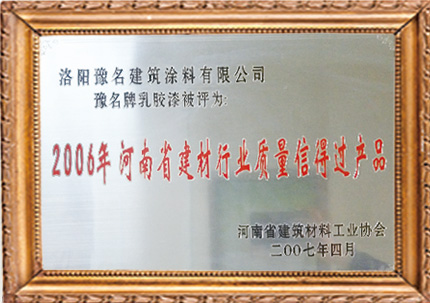 洛阳豫名建筑涂料有限公司
豫名牌乳胶漆被评为:
2006年河南省建材行业质量信得过产品
河南省建筑材料工业协会
二00七年四月